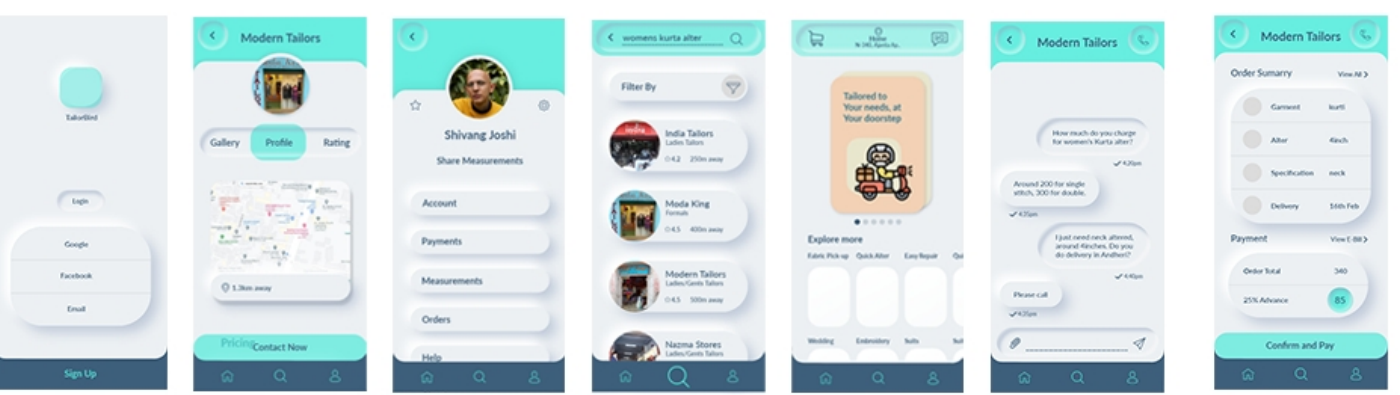 TailorBird
Login
Google
Facebook
Email
Sign Up
Modern Tailors
Gallery
Profile
Rating
1.3km away
Pricing
Contact Now
Shivang Joshi
Share Measurements
Account
Payments
Measurements
Orders
Help
womens kurta alter
Filter By
India Tailors
Ladies Tailors
4.2 250m away
Moda King
Formals
4.5 400m away
Modern Tailors
Ladies/Gents Tailors
4.5 500m away
Nazma Stores
Ladies/Gents Tailors
Home
Tailored to
Your needs, at
Your doorstep
Explore more
Fabric Pick-up Quick Alter Easy Repair Qui
Wedding Embroidery Suits Suit
Modern Tailors
How much do you charge
for women's Kurta alter?
4:20pm
Around 200 for single
stitch, 300 for double.
4:35pm
I just need neck altered,
around 4inches. Do you
do delivery in Andheri?
4:40pm
Please call
4:35pm
Modern Tailors
Order Sumarry View All >
Garment kurti
Alter 4inch
Specification neck
Delivery 16th Feb
Payment View E-Bill >
Order Total 340
25% Advance 85
Confirm and Pay